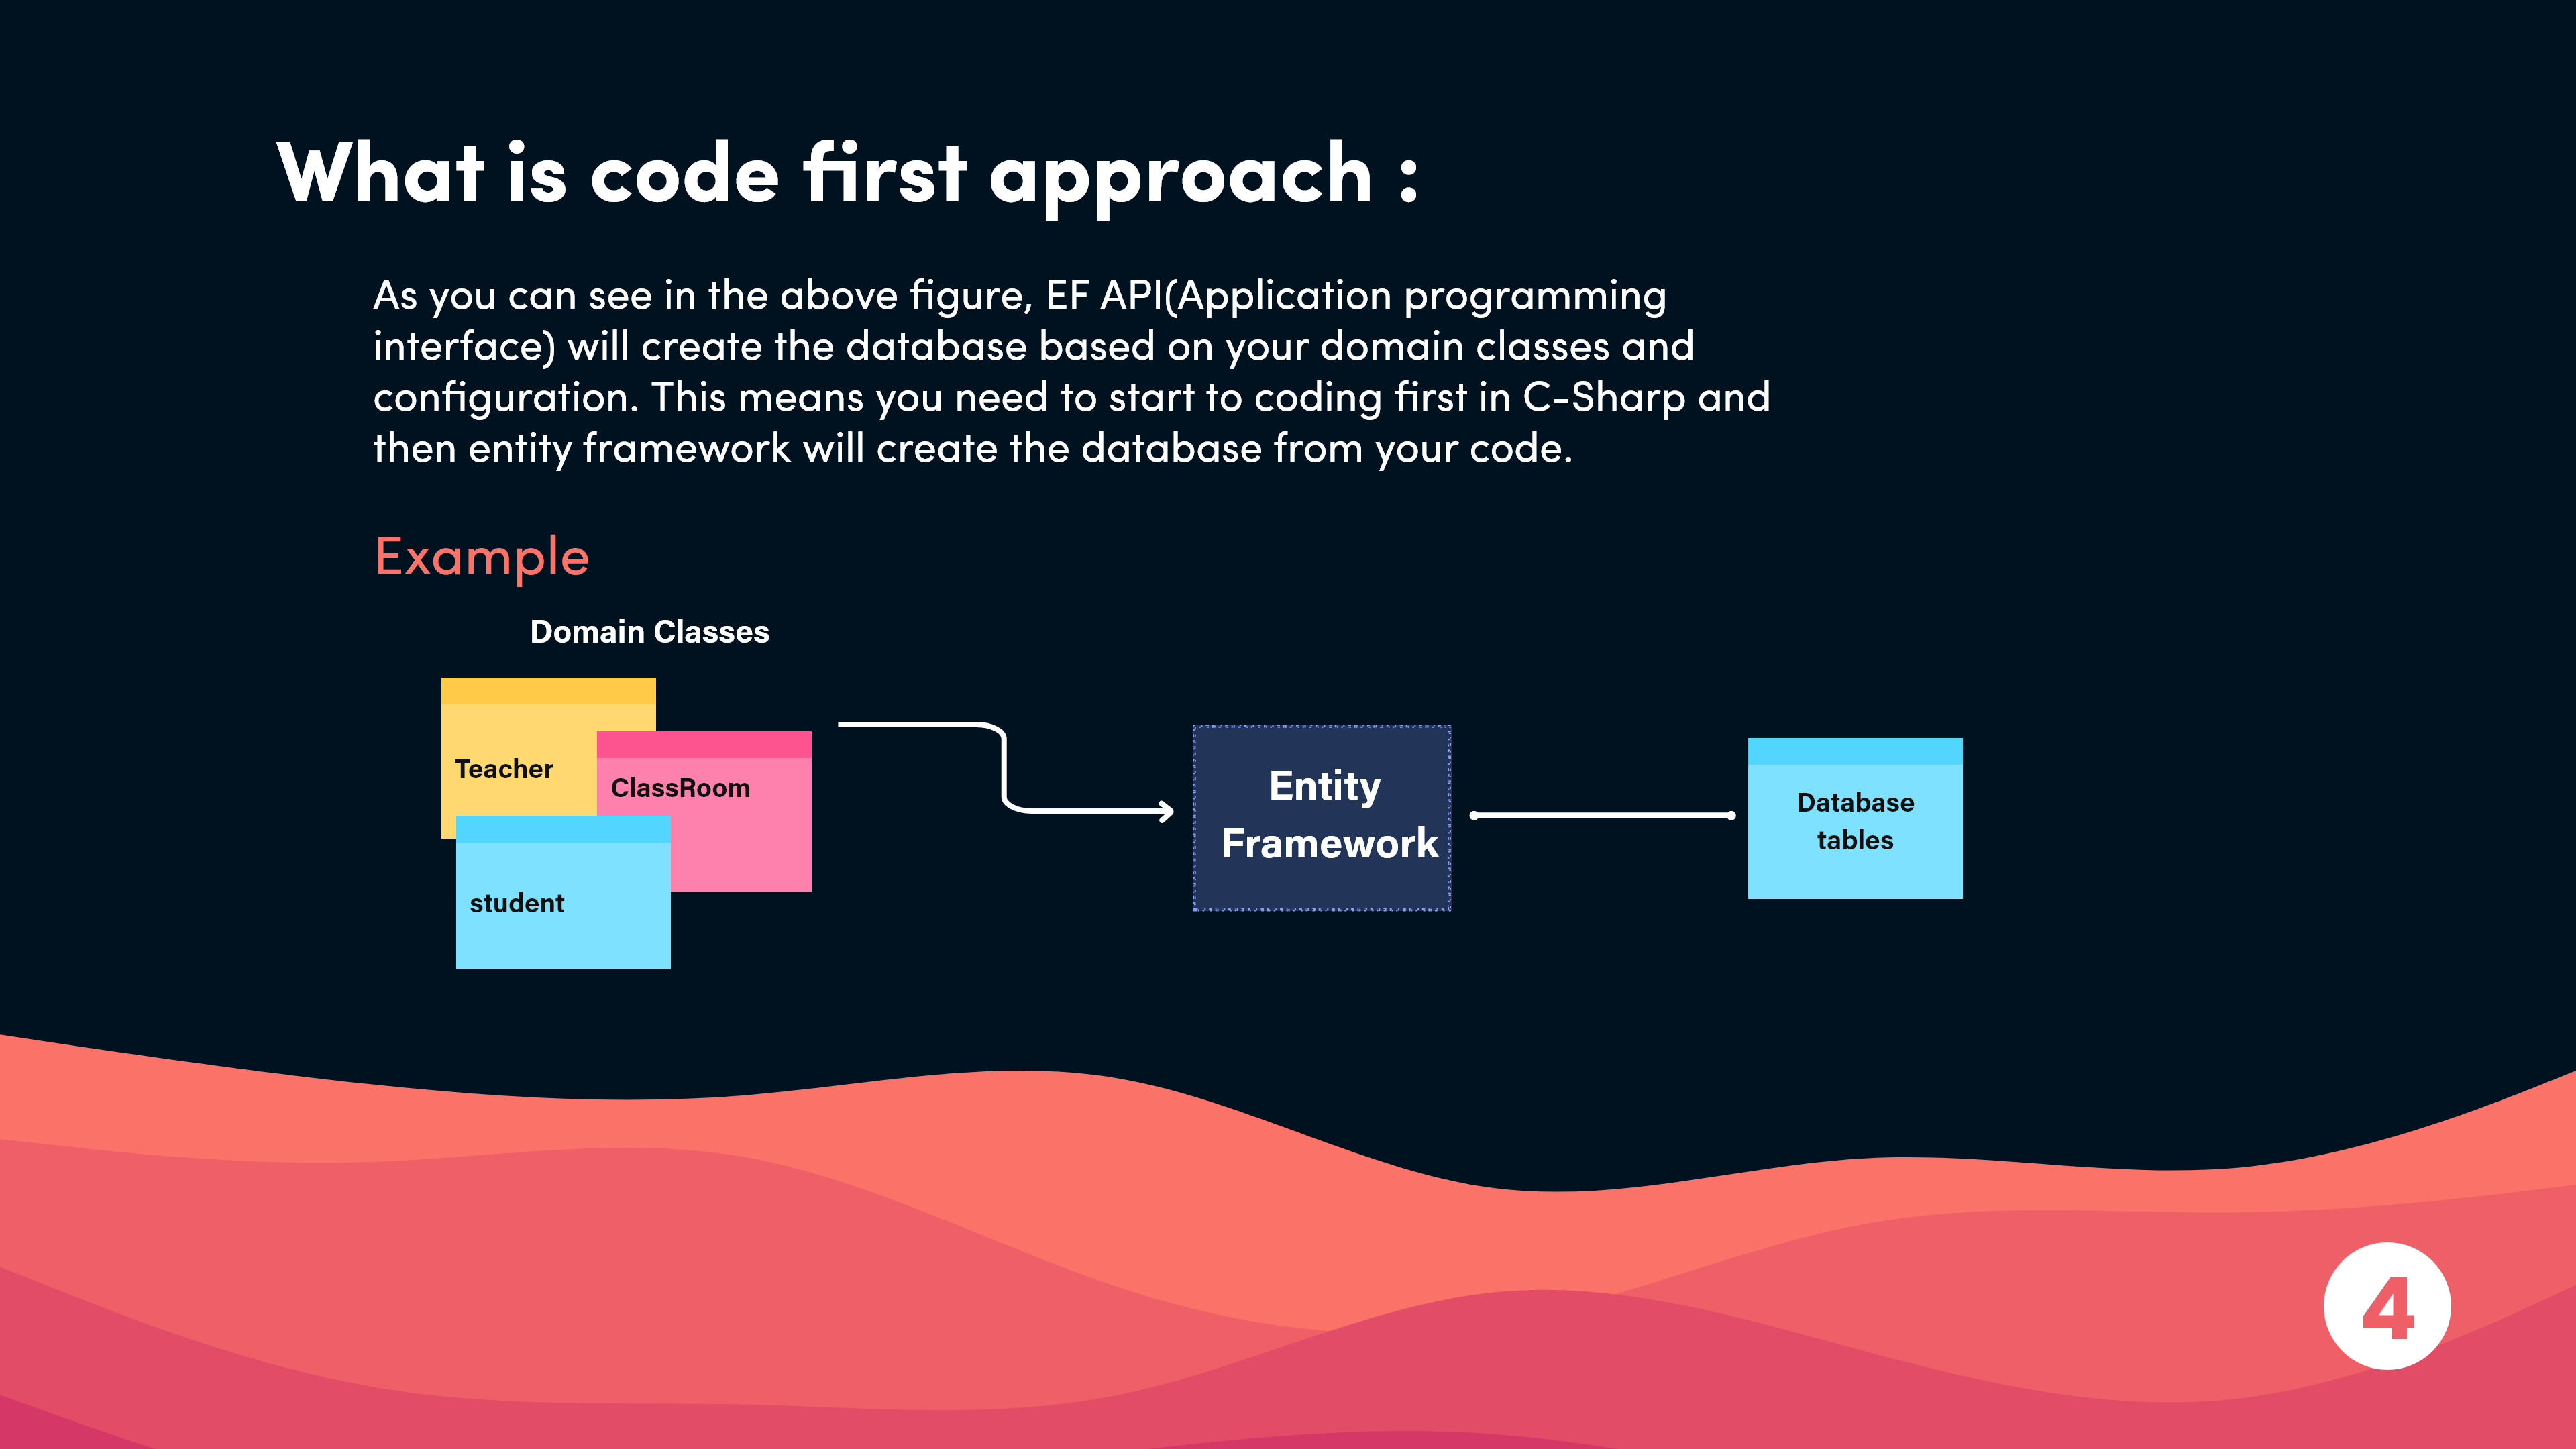 What is code first approach :
As you can see in the above figure, EF API(Application programming
interface) will create the database based on your domain classes and
configuration. This means you need to start to coding first in C-Sharp and
then entity framework will create the database from your code.
Example
Domain Classes
Teacher
ClassRoom
student
Entity
Framework
Database
tables
4